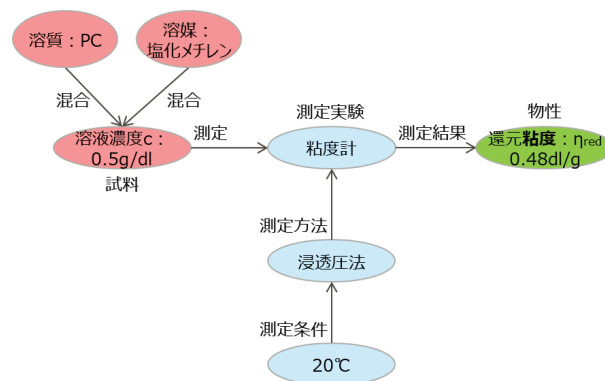 溶質：PC
溶媒：
塩化メチレン
混合
混合
測定実験
物性
溶液濃度c：
0.5g/dl
測定
粘度計
測定結果
還元粘度：ηred
0.48dl/g
試料
測定方法
浸透圧法
測定条件
20℃